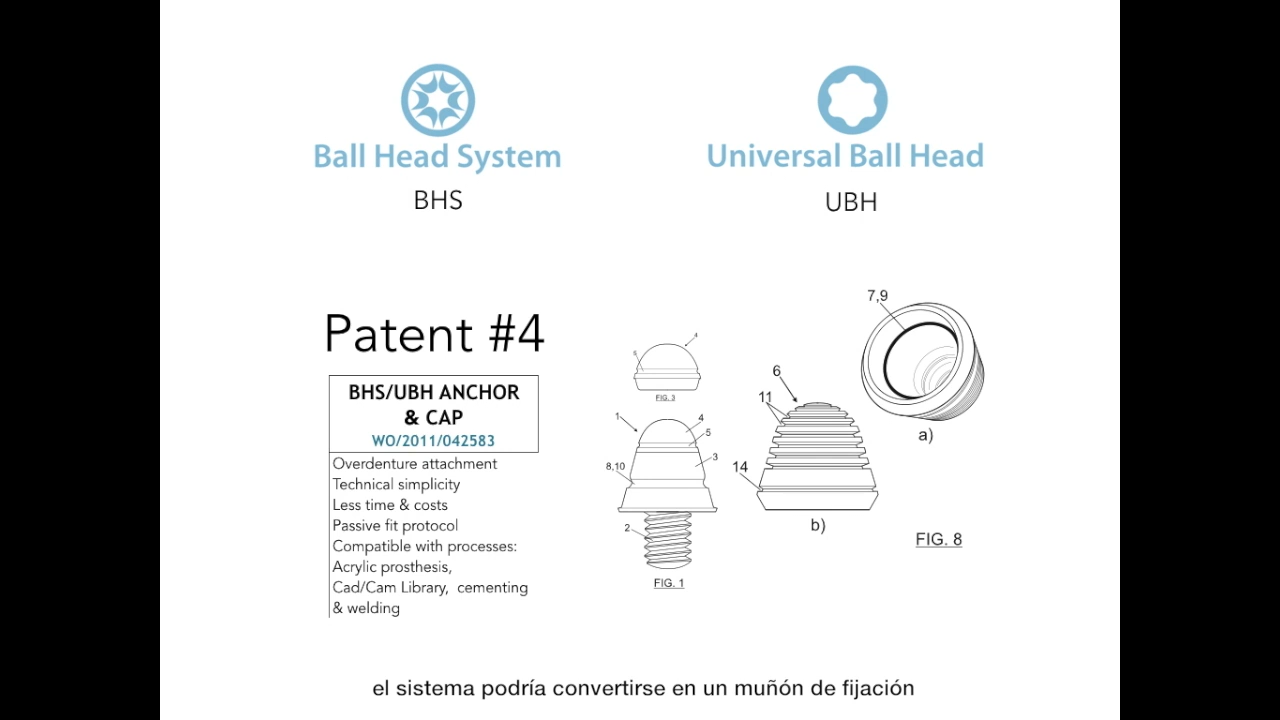 Ball Head System
BHS
Universal Ball Head
UBH
Patent #4
BHS/UBH ANCHOR
& CAP
WO/2011/042583
Overdenture attachment
Technical simplicity
Less time & costs
Passive fit protocol
Compatible with processes:
Acrylic prosthesis,
Cad/Cam Library, cementing
& welding
4
FIG. 3
1
4
5
3
8,10
2
FIG. 1
7,9
a)
6
11
14
b)
FIG. 8
el sistema podría convertirse en un muñón de fijación